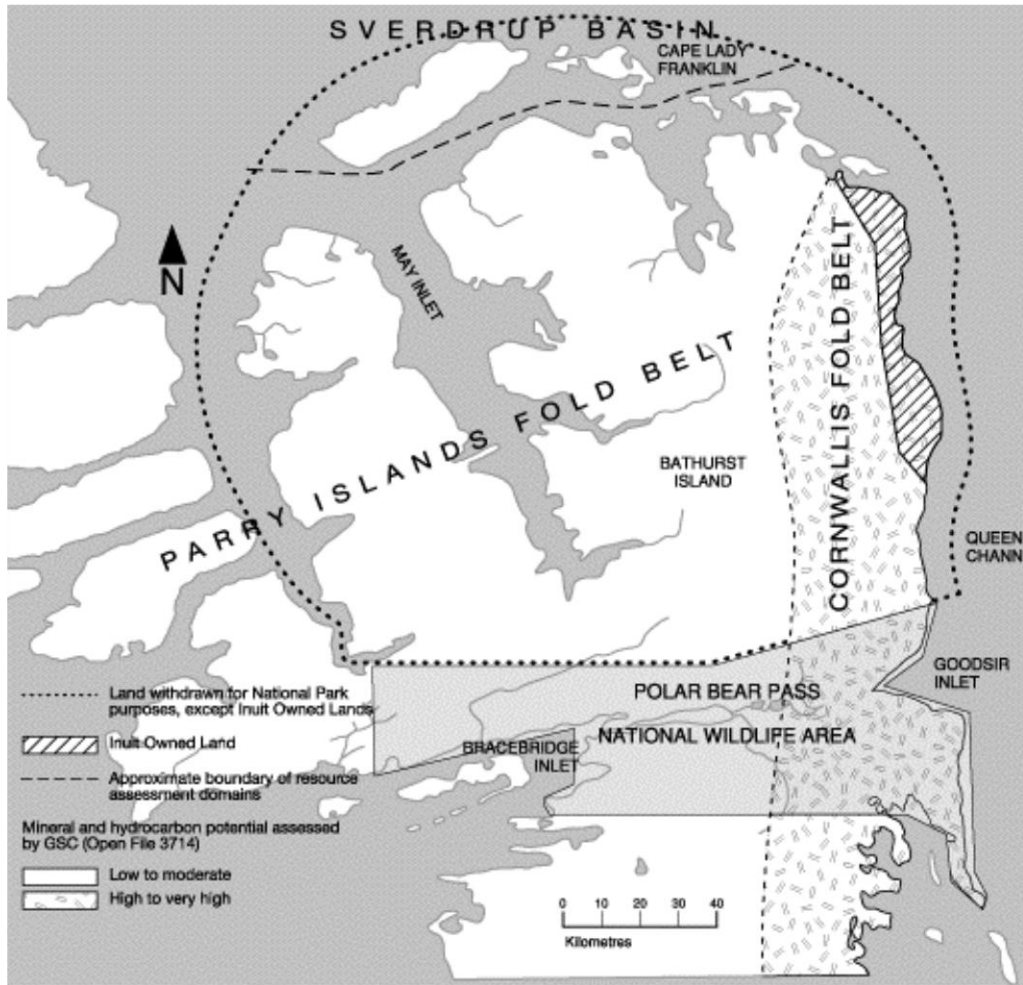 SVERDRUP BASIN
CAPE LADY
FRANKLIN
N
MAY INLET
PARRY ISLANDS FOLD BELT
CORNWALLIS FOLD BELT
BATHURST
ISLAND
QUEEN
CHANN
GOODSIR
INLET
POLAR BEAR PASS
NATIONAL WILDLIFE AREA
BRACEBRIDGE
INLET
Land withdrawn for National Park
purposes, except Inuit Owned Lands
Inuit Owned Land
Approximate boundary of resource
assessment domains
Mineral and hydrocarbon potential assessed
by GSC (Open File 3714)
Low to moderate
High to very high
0 10 20 30 40
Kilometres